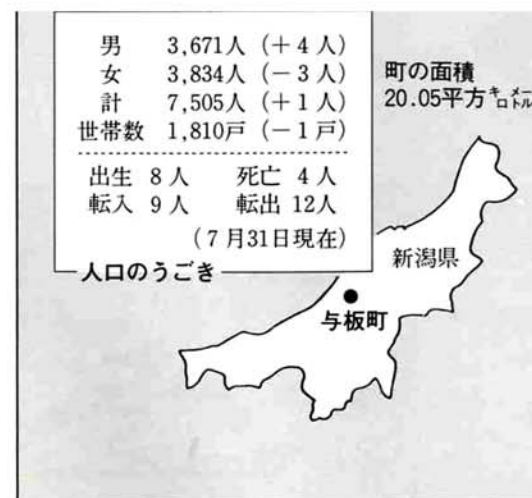 男 3,671人（＋4人）
女 3,834人（－3人）
計 7,505人（＋1人）
世帯数 1,810戸（－1戸）
出生 8人 死亡 4人
転入 9人 転出 12人
（7月31日現在）
人口のうごき
町の面積
20.05平方キロメートル
新潟県
与板町